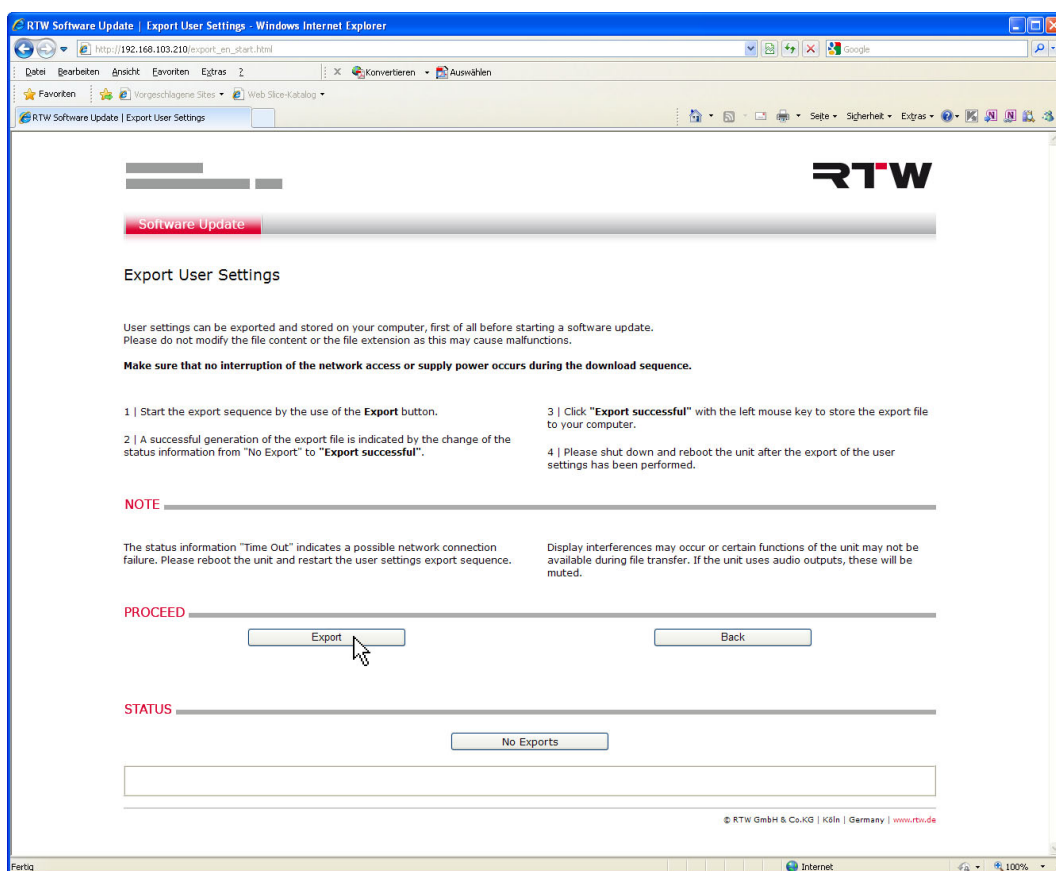 RTW Software Update | Export User Settings - Windows Internet Explorer
http://192.168.103.210/export_en_start.html
Google
Datei Bearbeiten Ansicht Favoriten Extras ?
X Konvertieren Auswählen
Favoriten Vorgeschlagene Sites Web Slice-Katalog
RTW Software Update | Export User Settings
Seite Sicherheit Extras
RTW
Software Update
Export User Settings
User settings can be exported and stored on your computer, first of all before starting a software update.
Please do not modify the file content or the file extension as this may cause malfunctions.
Make sure that no interruption of the network access or supply power occurs during the download sequence.
1 | Start the export sequence by the use of the Export button.
2 | A successful generation of the export file is indicated by the change of the
status information from "No Export" to "Export successful".
3 | Click "Export successful" with the left mouse key to store the export file
to your computer.
4 | Please shut down and reboot the unit after the export of the user
settings has been performed.
NOTE
The status information "Time Out" indicates a possible network connection
failure. Please reboot the unit and restart the user settings export sequence.
Display interferences may occur or certain functions of the unit may not be
available during file transfer. If the unit uses audio outputs, these will be
muted.
PROCEED
Export
Back
STATUS
No Exports
© RTW GmbH & Co.KG | Köln | Germany | www.rtw.de
Fertig
Internet
100%